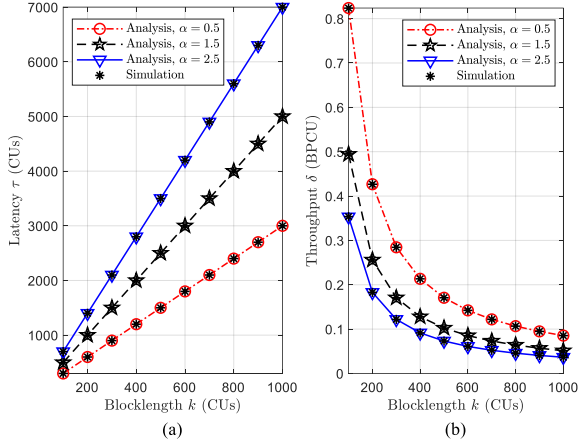 7000
6000
5000
4000
3000
2000
1000
Latency τ (CUs)
Analysis, α = 0.5
Analysis, α = 1.5
Analysis, α = 2.5
Simulation
200 400 600 800 1000
Blocklength k (CUs)
(a)
0.8
0.7
0.6
0.5
0.4
0.3
0.2
0.1
0
Throughput δ (BPCU)
Analysis, α = 0.5
Analysis, α = 1.5
Analysis, α = 2.5
Simulation
200 400 600 800 1000
Blocklength k (CUs)
(b)